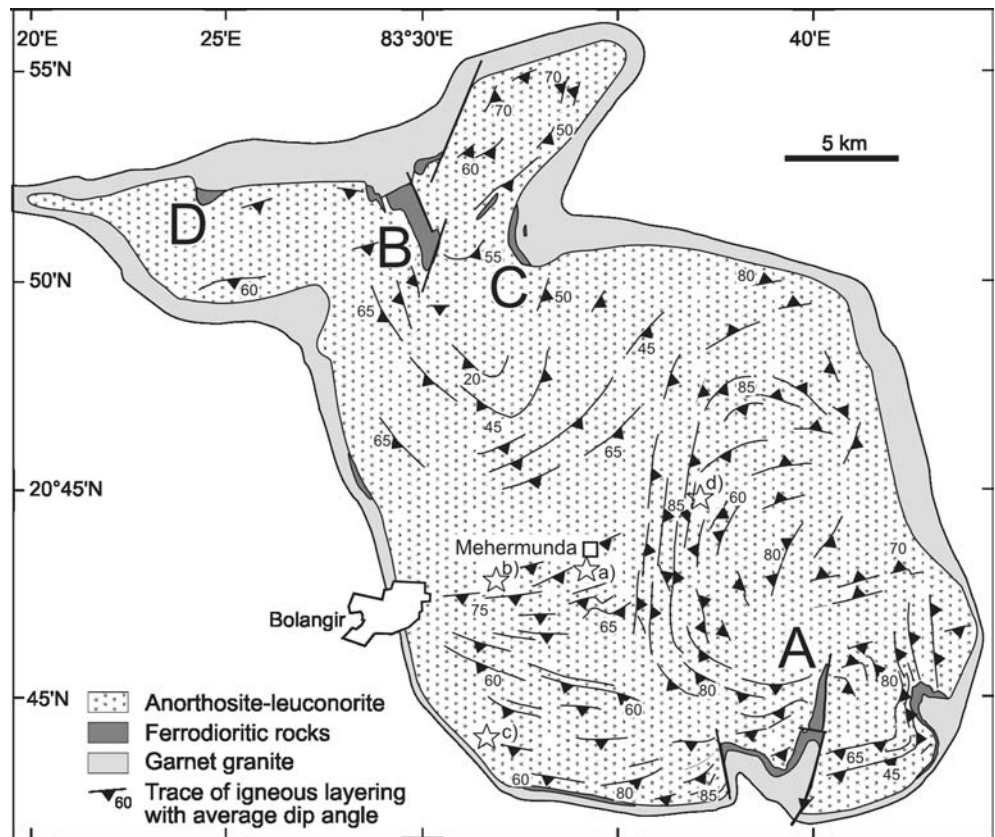 20'E 25'E 83°30'E 40'E
55'N
70
70
50
5 km
60
D
B
55
C
50'N
80
60
50
65
45
20
85
45
65
65
20°45'N
d)
60
85
Mehermunda
80
b)
a)
70
75
Bolangir
65
A
60
80
80
45'N
60
Anorthosite-leuconorite
Ferrodioritic rocks
c)
Garnet granite
65
45
60
80
85
Trace of igneous layering
60
with average dip angle